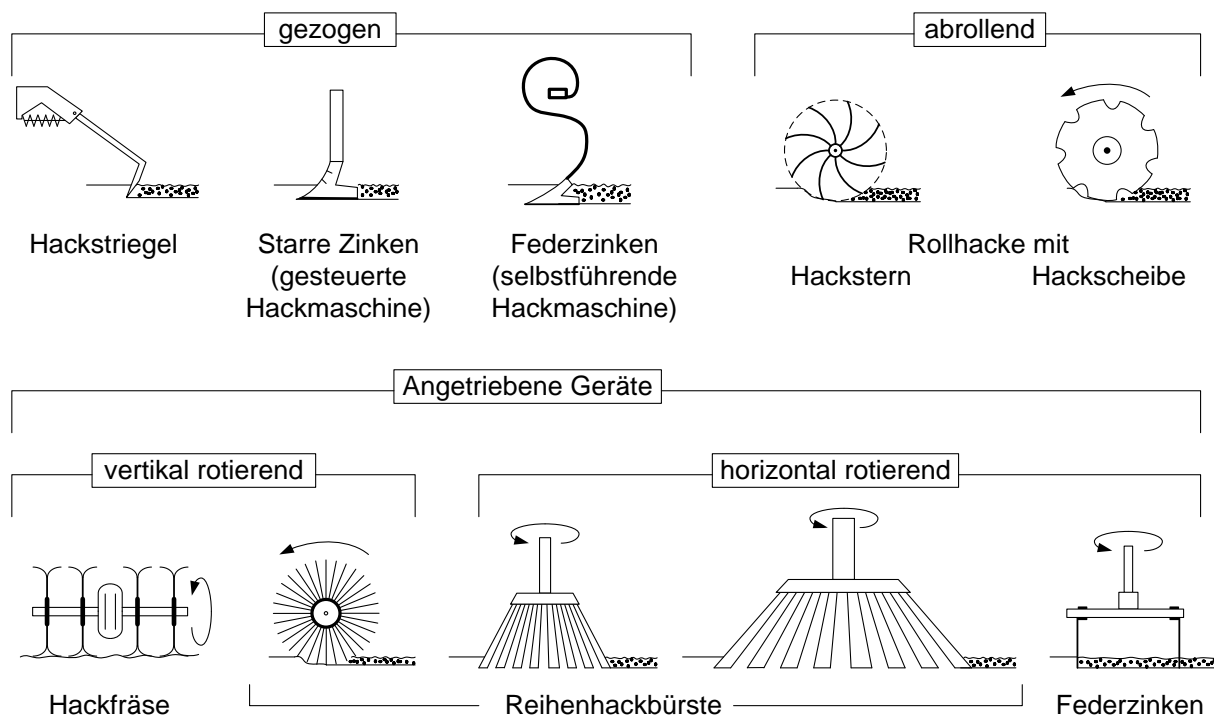 gezogen
abrollend
Hackstriegel
Starre Zinken
(gesteuerte
Hackmaschine)
Federzinken
(selbstführende
Hackmaschine)
Rollhacke mit
Hackstern
Hackscheibe
Angetriebene Geräte
vertikal rotierend
horizontal rotierend
Hackfräse
Reihenhackbürste
Federzinken